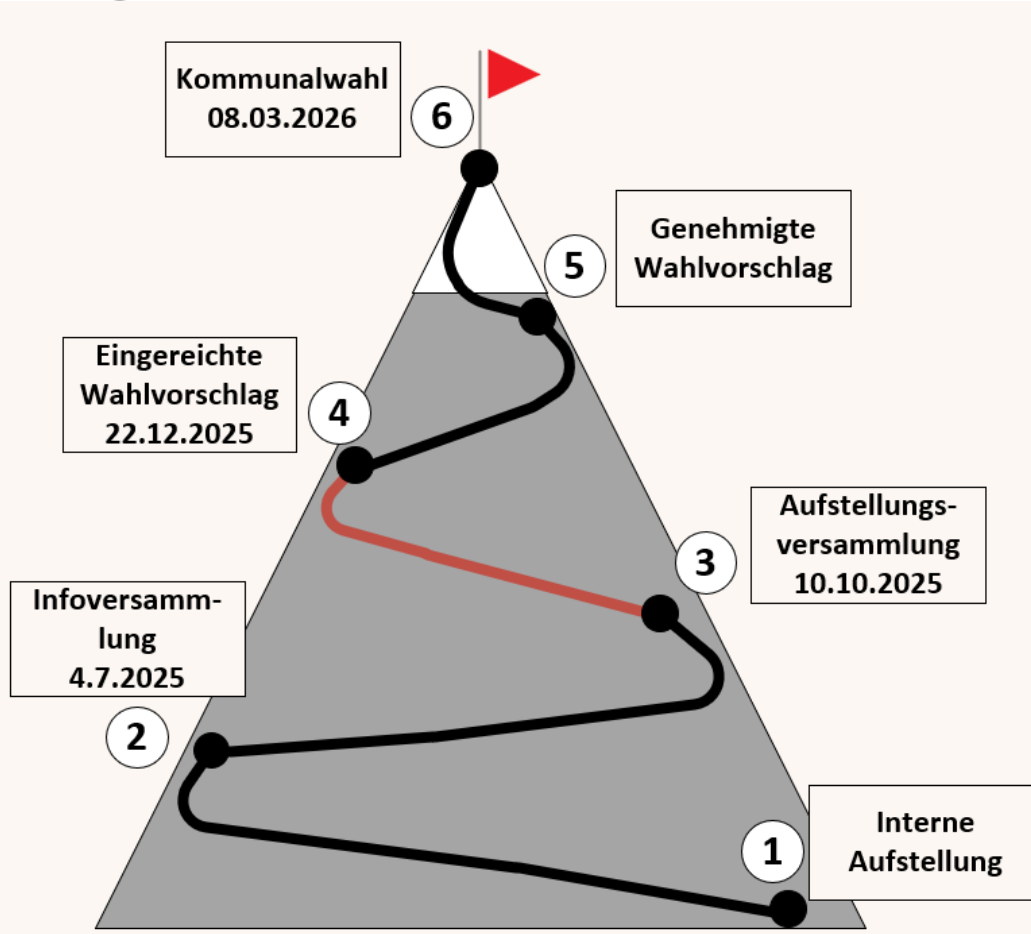 Kommunalwahl
08.03.2026
6
Genehmigte
Wahlvorschlag
5
Eingereichte
Wahlvorschlag
22.12.2025
4
Aufstellungs-
versammlung
10.10.2025
3
Infoversamm-
lung
4.7.2025
2
Interne
Aufstellung
1